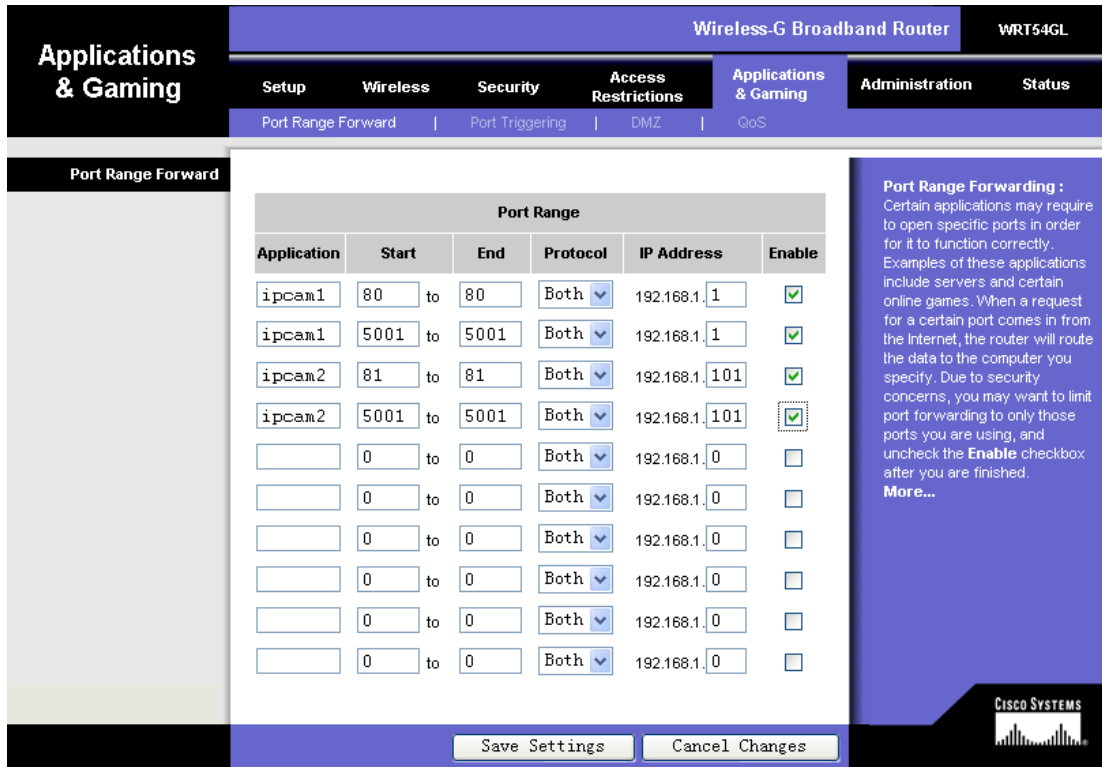 Wireless-G Broadband Router WRT54GL
Applications
& Gaming
Setup Wireless Security Access Restrictions Applications & Gaming Administration Status
Port Range Forward | Port Triggering | DMZ | QoS
Port Range Forward
Port Range
Application Start End Protocol IP Address Enable
ipcam1 80 to 80 Both 192.168.1. 1
ipcam1 5001 to 5001 Both 192.168.1. 1
ipcam2 81 to 81 Both 192.168.1. 101
ipcam2 5001 to 5001 Both 192.168.1. 101
0 to 0 Both 192.168.1. 0
0 to 0 Both 192.168.1. 0
0 to 0 Both 192.168.1. 0
0 to 0 Both 192.168.1. 0
0 to 0 Both 192.168.1. 0
0 to 0 Both 192.168.1. 0
Port Range Forwarding :
Certain applications may require
to open specific ports in order
for it to function correctly.
Examples of these applications
include servers and certain
online games. When a request
for a certain port comes in from
the Internet, the router will route
the data to the computer you
specify. Due to security
concerns, you may want to limit
port forwarding to only those
ports you are using, and
uncheck the Enable checkbox
after you are finished.
More...
Save Settings Cancel Changes
CISCO SYSTEMS